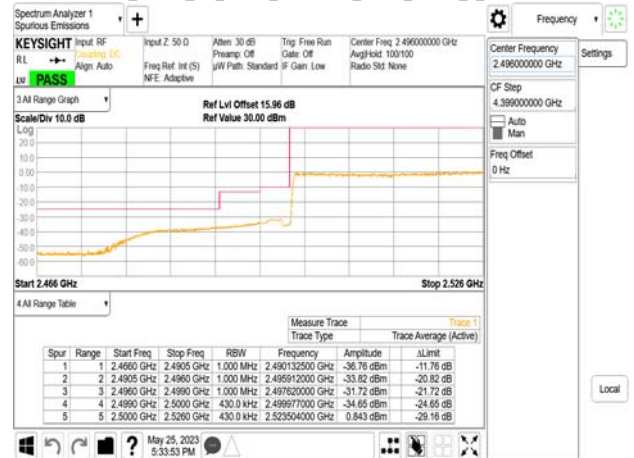 Spectrum Analyzer 1
Spurious Emissions
Frequency
KEYSIGHT
Input: RF
Coupling: DC
Align: Auto
Input Z: 50 Ω
Freq Ref: Int (S)
NFE: Adaptive
Atten: 30 dB
Preamp: Off
µW Path: Standard
Trig: Free Run
Gate: Off
IF Gain: Low
Center Freq: 2.496000000 GHz
Avg|Hold: 100/100
Radio Std: None
RL
PASS
Center Frequency
2.496000000 GHz
Settings
CF Step
4.399000000 GHz
Auto
Man
Freq Offset
0 Hz
Local
3 All Range Graph
Scale/Div 10.0 dB
Ref Lvl Offset 15.96 dB
Ref Value 30.00 dBm
Log
20.0
10.0
0.00
-10.0
-20.0
-30.0
-40.0
-50.0
-60.0
Start 2.466 GHz
Stop 2.526 GHz
4 All Range Table
Measure Trace Trace 1
Trace Type Trace Average (Active)
Spur Range Start Freq Stop Freq RBW Frequency Amplitude ΔLimit
1 1 2.4660 GHz 2.4905 GHz 1.000 MHz 2.490132500 GHz -36.76 dBm -11.76 dB
2 2 2.4905 GHz 2.4960 GHz 1.000 MHz 2.495912000 GHz -33.82 dBm -20.82 dB
3 3 2.4960 GHz 2.4990 GHz 1.000 MHz 2.497620000 GHz -31.72 dBm -21.72 dB
4 4 2.4990 GHz 2.5000 GHz 430.0 kHz 2.499977000 GHz -34.65 dBm -24.65 dB
5 5 2.5000 GHz 2.5260 GHz 430.0 kHz 2.523504000 GHz 0.843 dBm -29.16 dB
May 25, 2023
5:33:53 PM